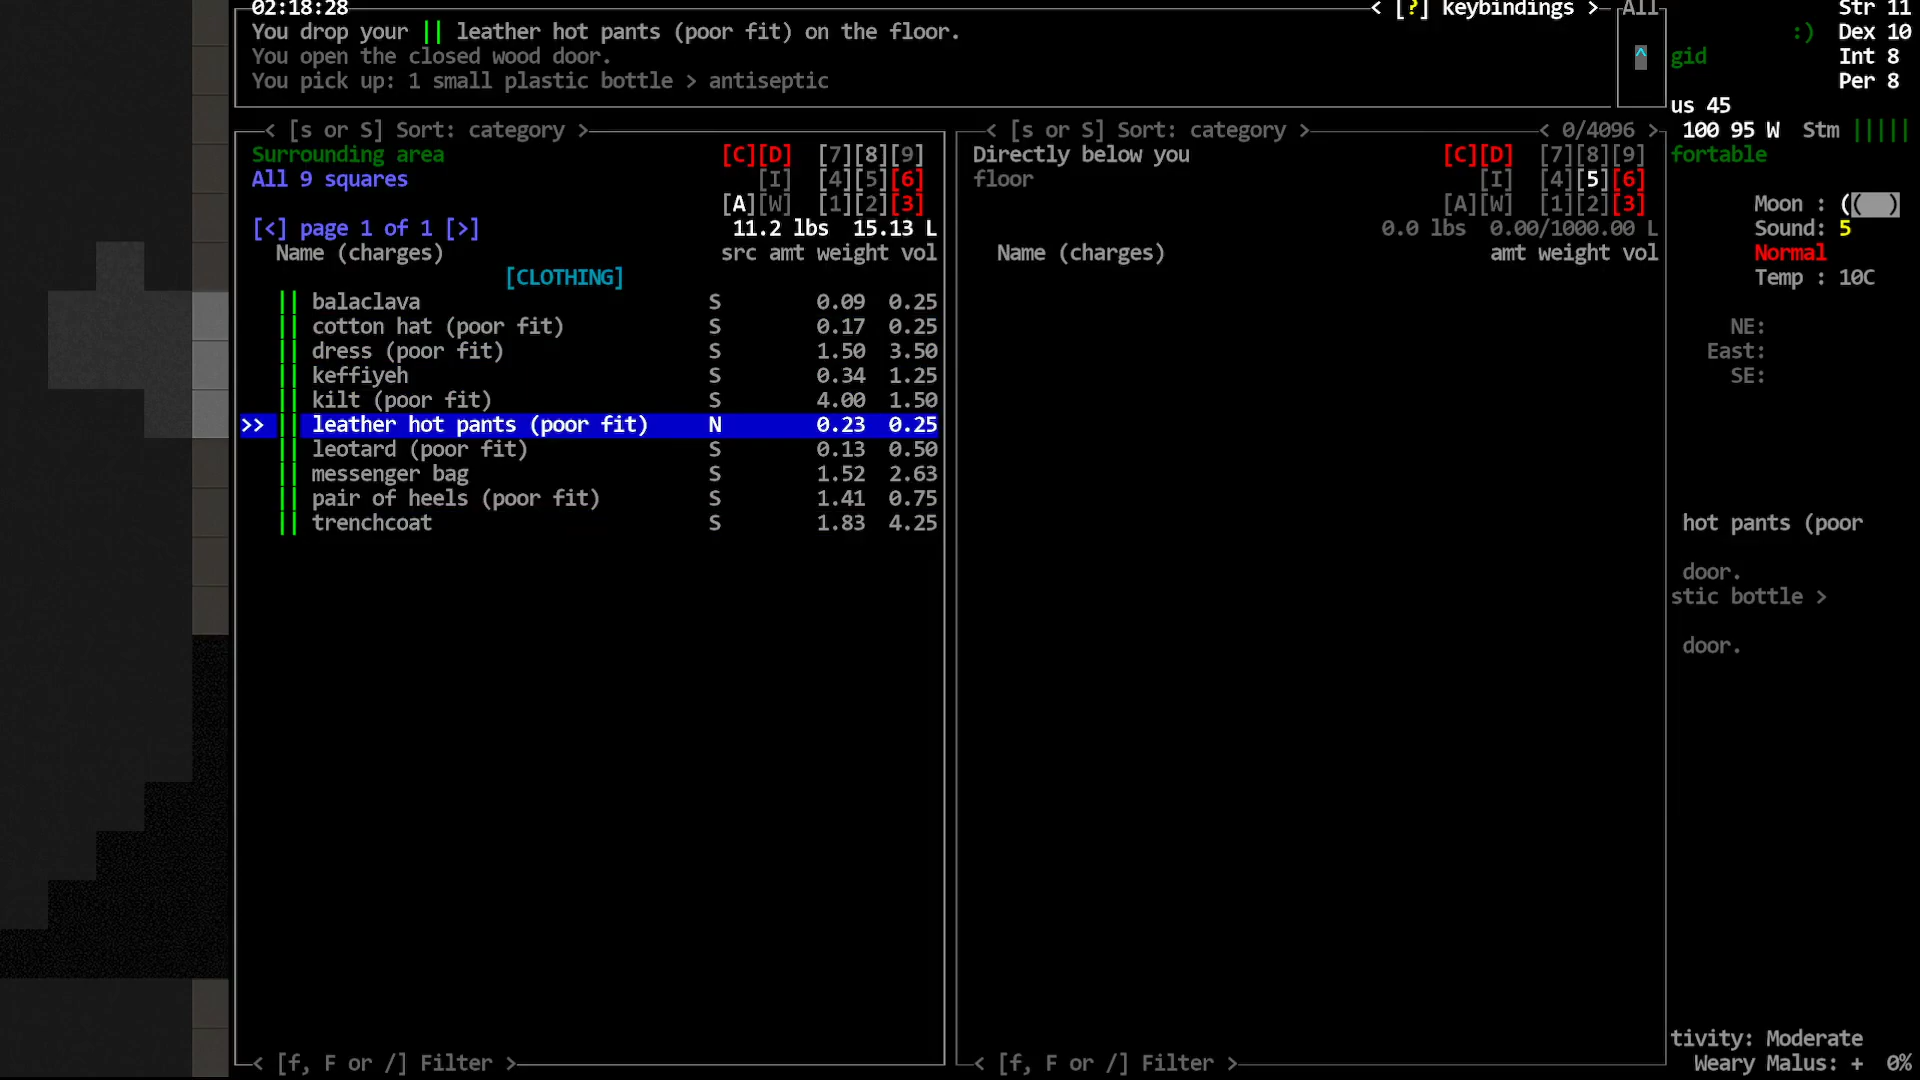 02:18:28 < [?] keybindings > All Str 11
You drop your || leather hot pants (poor fit) on the floor. :) Dex 10
You open the closed wood door. ^ gid Int 8
You pick up: 1 small plastic bottle > antiseptic Per 8
us 45
< [s or S] Sort: category > < [s or S] Sort: category > < 0/4096 > 100 95 W Stm |||||
Surrounding area [C][D] [7][8][9] Directly below you [C][D] [7][8][9] fortable
All 9 squares [I] [4][5][6] floor [I] [4][5][6]
[A][W] [1][2][3] [A][W] [1][2][3] Moon : (( )
[<] page 1 of 1 [>] 11.2 lbs 15.13 L 0.0 lbs 0.00/1000.00 L Sound: 5
Name (charges) src amt weight vol Name (charges) amt weight vol Normal
[CLOTHING] Temp : 10C
|| balaclava S 0.09 0.25
|| cotton hat (poor fit) S 0.17 0.25 NE:
|| dress (poor fit) S 1.50 3.50 East:
|| keffiyeh S 0.34 1.25 SE:
|| kilt (poor fit) S 4.00 1.50
>> || leather hot pants (poor fit) N 0.23 0.25
|| leotard (poor fit) S 0.13 0.50
|| messenger bag S 1.52 2.63
|| pair of heels (poor fit) S 1.41 0.75
|| trenchcoat S 1.83 4.25 hot pants (poor
door.
stic bottle >
door.
tivity: Moderate
< [f, F or /] Filter > < [f, F or /] Filter > Weary Malus: + 0%